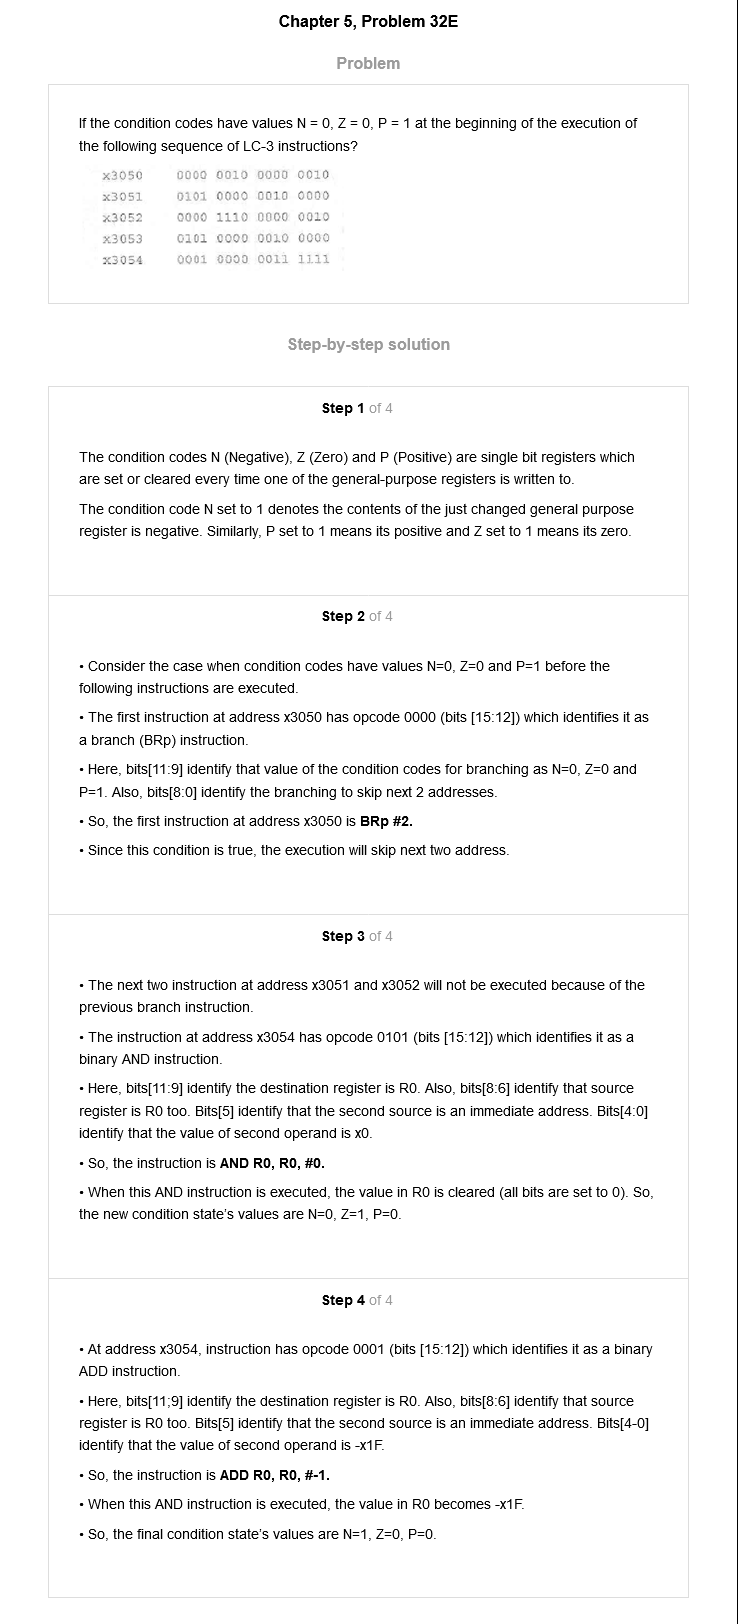 Chapter 5, Problem 32E
Problem
If the condition codes have values N = 0, Z = 0, P = 1 at the beginning of the execution of
the following sequence of LC-3 instructions?
x3050 0000 0010 0000 0010
x3051 0101 0000 0010 0000
x3052 0000 1110 0000 0010
x3053 0101 0000 0010 0000
x3054 0001 0000 0011 1111
Step-by-step solution
Step 1 of 4
The condition codes N (Negative), Z (Zero) and P (Positive) are single bit registers which
are set or cleared every time one of the general-purpose registers is written to.
The condition code N set to 1 denotes the contents of the just changed general purpose
register is negative. Similarly, P set to 1 means its positive and Z set to 1 means its zero.
Step 2 of 4
• Consider the case when condition codes have values N=0, Z=0 and P=1 before the
following instructions are executed.
• The first instruction at address x3050 has opcode 0000 (bits [15:12]) which identifies it as
a branch (BRp) instruction.
• Here, bits[11:9] identify that value of the condition codes for branching as N=0, Z=0 and
P=1. Also, bits[8:0] identify the branching to skip next 2 addresses.
• So, the first instruction at address x3050 is BRp #2.
• Since this condition is true, the execution will skip next two address.
Step 3 of 4
• The next two instruction at address x3051 and x3052 will not be executed because of the
previous branch instruction.
• The instruction at address x3054 has opcode 0101 (bits [15:12]) which identifies it as a
binary AND instruction.
• Here, bits[11:9] identify the destination register is R0. Also, bits[8:6] identify that source
register is R0 too. Bits[5] identify that the second source is an immediate address. Bits[4:0]
identify that the value of second operand is x0.
• So, the instruction is AND R0, R0, #0.
• When this AND instruction is executed, the value in R0 is cleared (all bits are set to 0). So,
the new condition state's values are N=0, Z=1, P=0.
Step 4 of 4
• At address x3054, instruction has opcode 0001 (bits [15:12]) which identifies it as a binary
ADD instruction.
• Here, bits[11;9] identify the destination register is R0. Also, bits[8:6] identify that source
register is R0 too. Bits[5] identify that the second source is an immediate address. Bits[4-0]
identify that the value of second operand is -x1F.
• So, the instruction is ADD R0, R0, #-1.
• When this AND instruction is executed, the value in R0 becomes -x1F.
• So, the final condition state's values are N=1, Z=0, P=0.